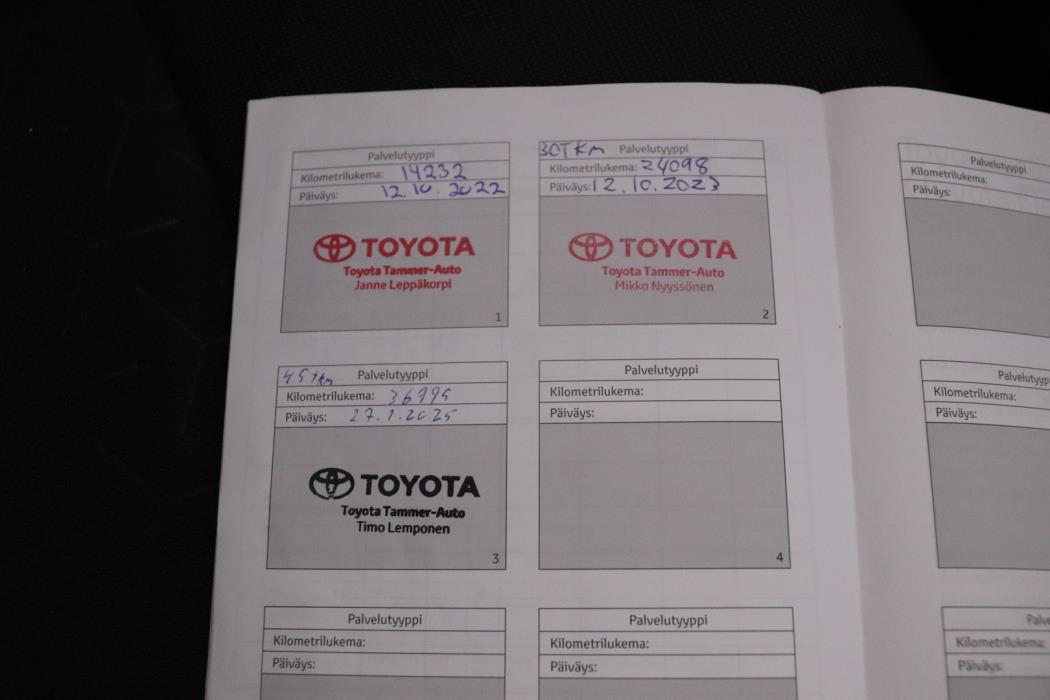 Palvelutyyppi
Kilometrilukema: 14232
Päiväys: 12.10.2022
TOYOTA
Toyota Tammer-Auto
Janne Leppäkorpi
1
30TKm Palvelutyyppi
Kilometrilukema: 24098
Päiväys: 12.10.2023
TOYOTA
Toyota Tammer-Auto
Mikko Nyyssönen
2
Palvelutyyppi
Kilometrilukema:
Päiväys:
45tkm Palvelutyyppi
Kilometrilukema: 36995
Päiväys: 27.1.2025
TOYOTA
Toyota Tammer-Auto
Timo Lemponen
3
Palvelutyyppi
Kilometrilukema:
Päiväys:
4
Palvelutyypp
Kilometrilukema:
Päiväys:
Palvelutyyppi
Kilometrilukema:
Päiväys:
Palvelutyyppi
Kilometrilukema:
Päiväys:
Palve
Kilometrilukema:
Päiväys: